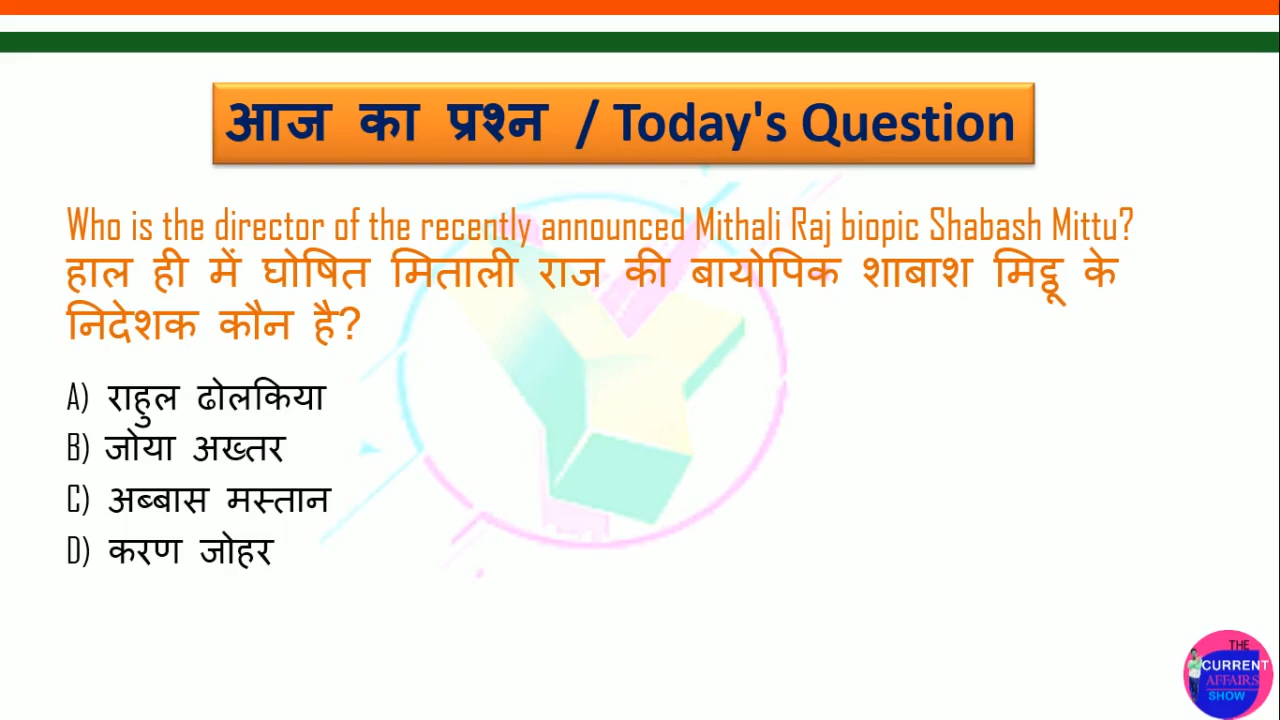 आज का प्रश्न / Today's Question
Who is the director of the recently announced Mithali Raj biopic Shabash Mittu?
हाल ही में घोषित मिताली राज की बायोपिक शाबाश मिट्ठू के
निदेशक कौन है?
A) राहुल ढोलकिया
B) जोया अख्तर
C) अब्बास मस्तान
D) करण जोहर
THE
CURRENT
AFFAIRS
SHOW